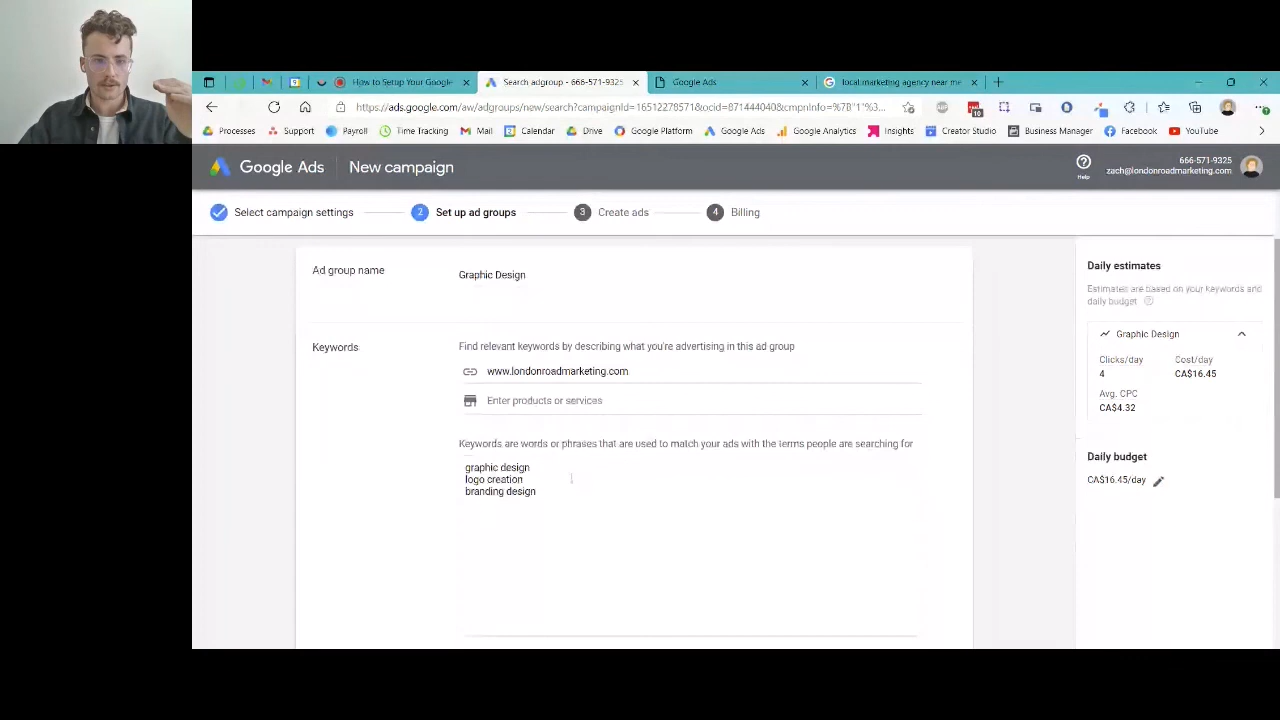 How to Setup Your Google
Search adgroup - 666-571-9325
Google Ads
local marketing agency near me
https://ads.google.com/aw/adgroups/new/search?campaignId=16512278571&ocid=871444040&cmpnInfo=%7B"1"%3...
10
Processes
Support
Payroll
Time Tracking
Mail
Calendar
Drive
Google Platform
Google Ads
Google Analytics
Insights
Creator Studio
Business Manager
Facebook
YouTube
Google Ads
New campaign
Help
666-571-9325
zach@londonroadmarketing.com
Select campaign settings
2 Set up ad groups
3 Create ads
4 Billing
Ad group name
Graphic Design
Keywords
Find relevant keywords by describing what you're advertising in this ad group
www.londonroadmarketing.com
Enter products or services
Keywords are words or phrases that are used to match your ads with the terms people are searching for
graphic design
logo creation
branding design
Daily estimates
Estimates are based on your keywords and
daily budget
Graphic Design
Clicks/day
4
Cost/day
CA$16.45
Avg. CPC
CA$4.32
Daily budget
CA$16.45/day